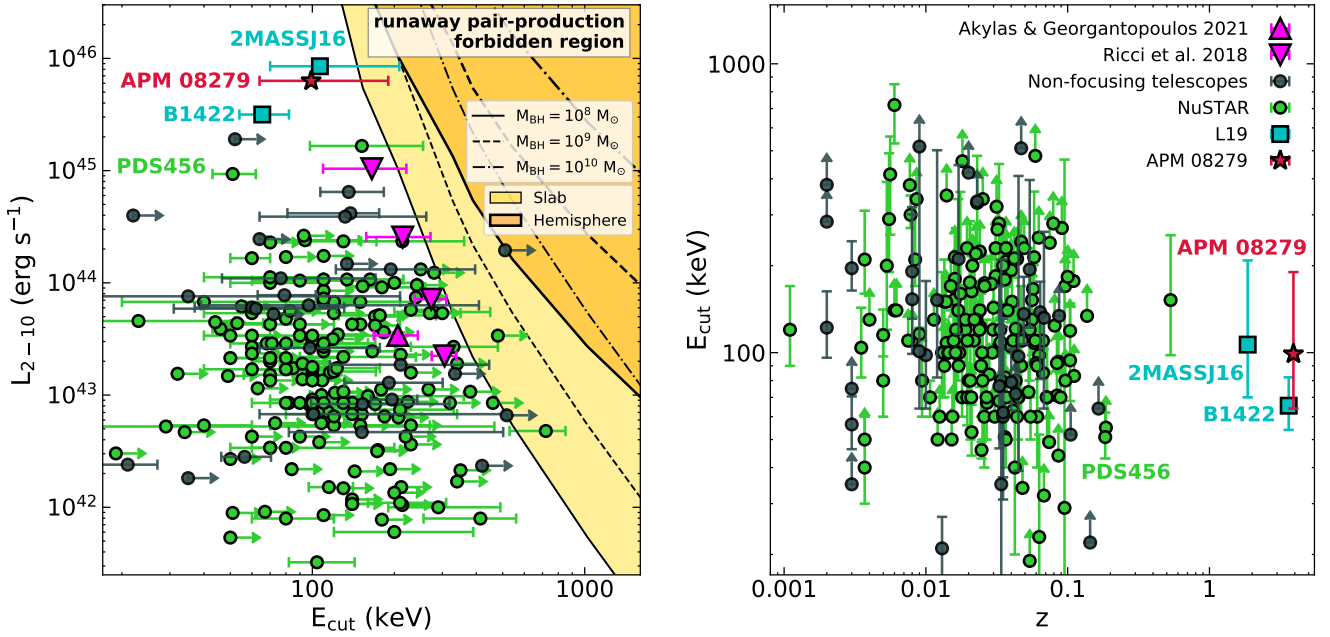 runaway pair-production
forbidden region
2MASSJ16
APM 08279
B1422
PDS456
M_BH = 10^8 M_⊙
M_BH = 10^9 M_⊙
M_BH = 10^10 M_⊙
Slab
Hemisphere
10^46
10^45
10^44
10^43
10^42
L_2−10 (erg s^−1)
100
1000
E_cut (keV)
Akylas & Georgantopoulos 2021
Ricci et al. 2018
Non-focusing telescopes
NuSTAR
L19
APM 08279
APM 08279
2MASSJ16
B1422
PDS456
1000
100
E_cut (keV)
0.001
0.01
0.1
1
z